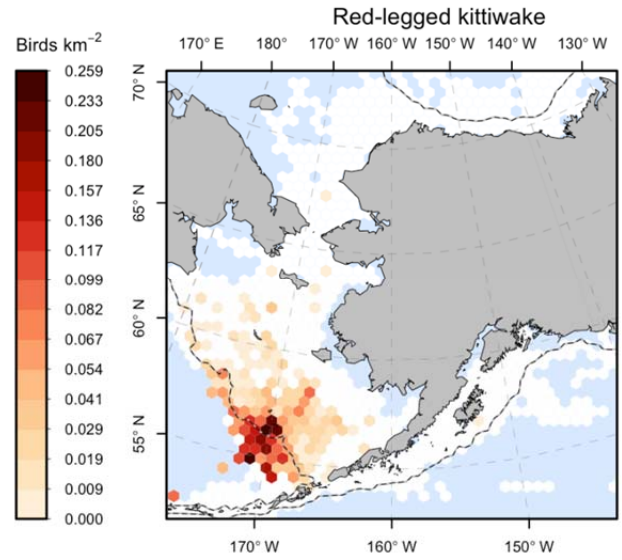 Red-legged kittiwake
Birds km⁻²
170° E 180° 170° W 160° W 150° W 140° W 130° W
0.259
0.233
0.205
0.180
0.157
0.136
0.117
0.099
0.082
0.067
0.054
0.041
0.029
0.019
0.009
0.000
70° N
65° N
60° N
55° N
170° W 160° W 150° W